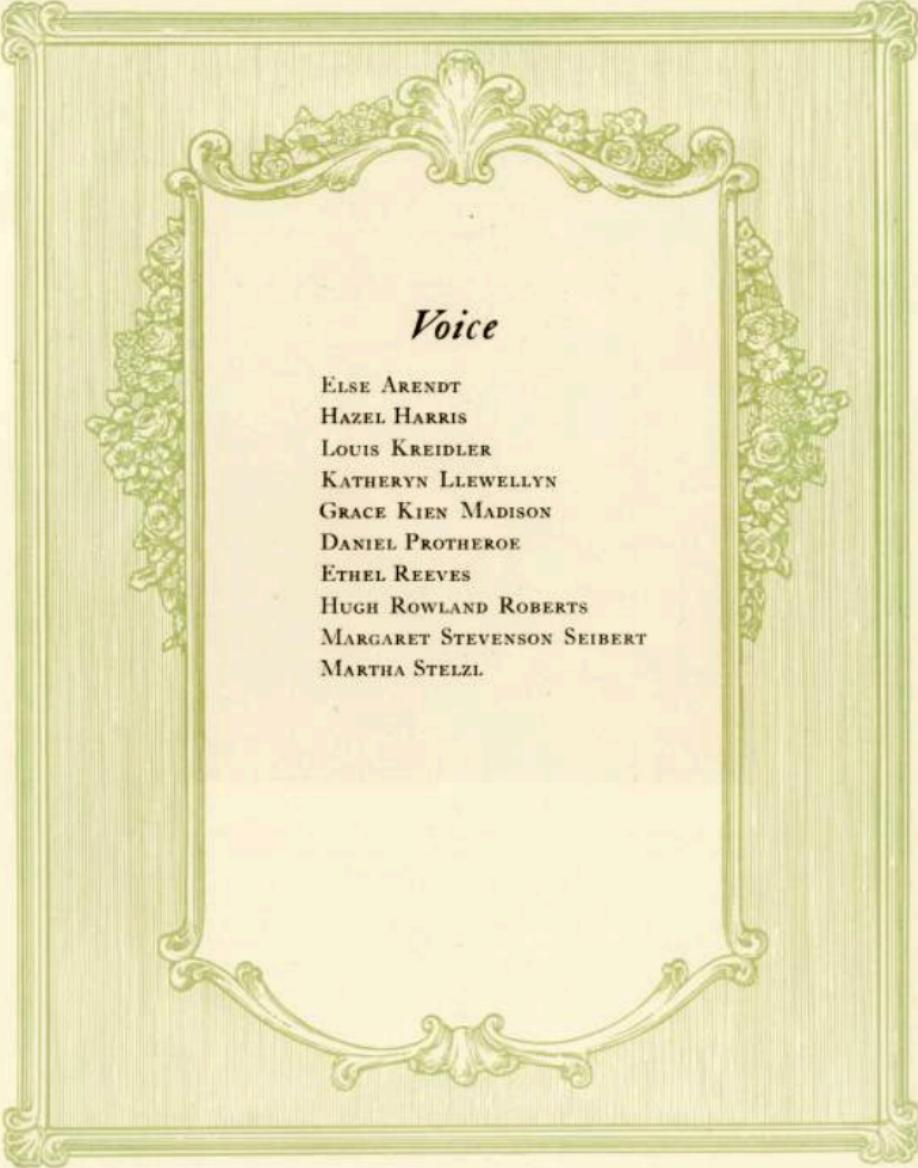 Voice
Else Arendt
Hazel Harris
Louis Kreidler
Katheryn Llewellyn
Grace Kien Madison
Daniel Protheroe
Ethel Reeves
Hugh Rowland Roberts
Margaret Stevenson Seibert
Martha Stelzl